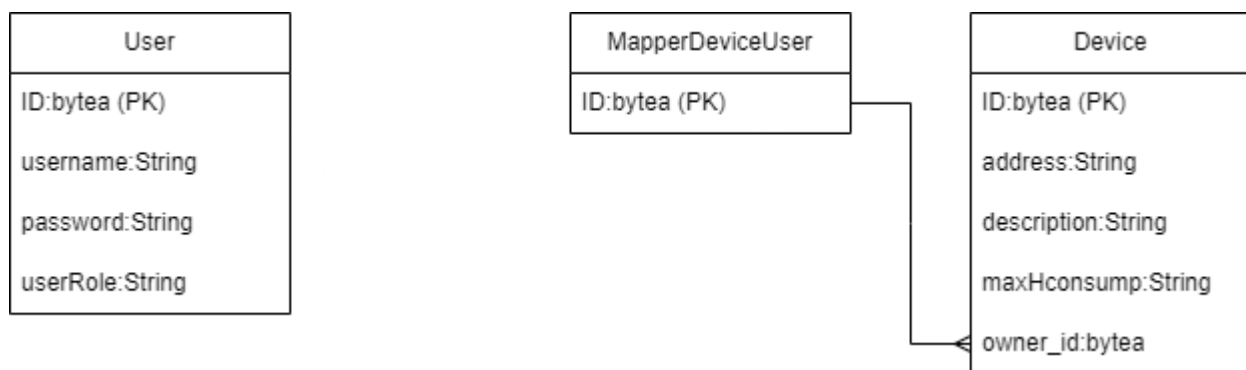 User
ID:bytea (PK)
username:String
password:String
userRole:String
MapperDeviceUser
ID:bytea (PK)
Device
ID:bytea (PK)
address:String
description:String
maxHconsump:String
owner_id:bytea